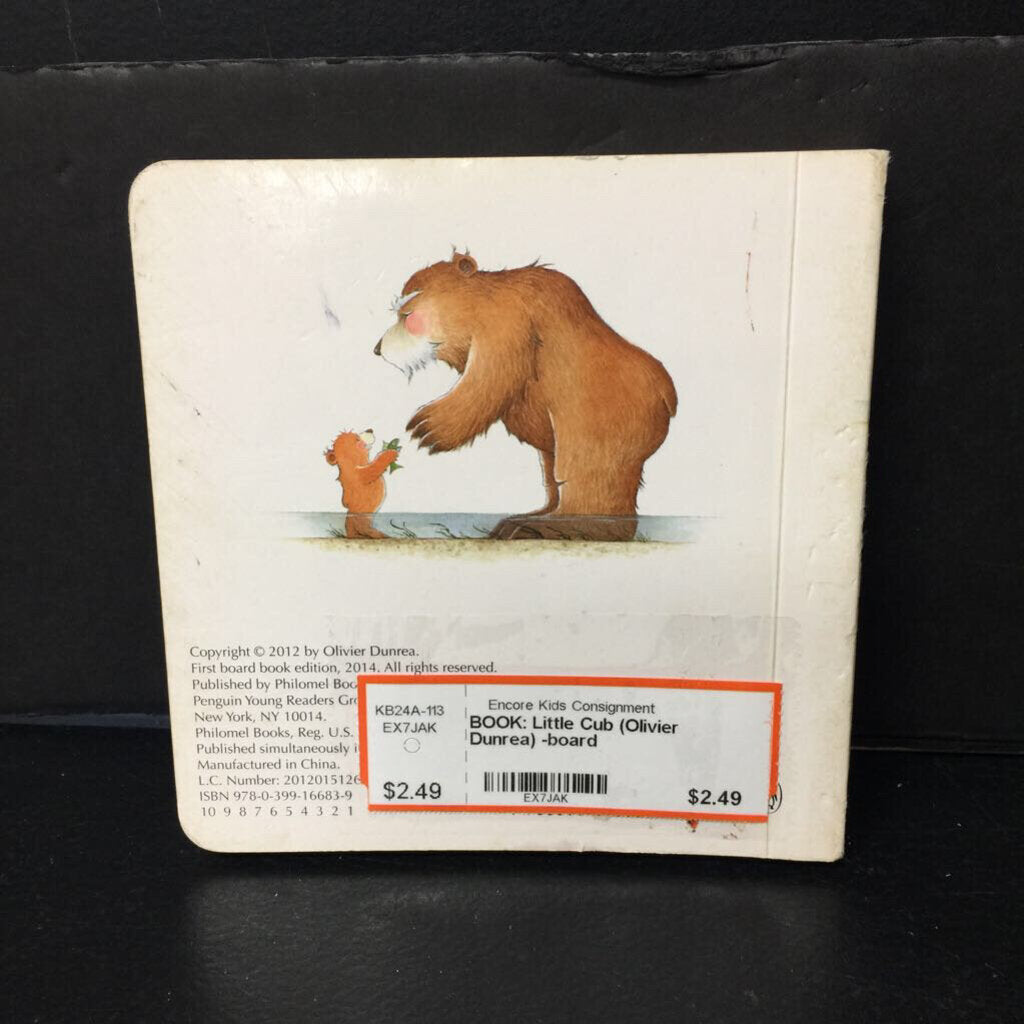 Copyright © 2012 by Olivier Dunrea.
First board book edition, 2014. All rights reserved.
Published by Philomel
Penguin Young Readers
New York, NY 10014.
Philomel Books, Reg. U.S.
Published simultaneously
Manufactured in China.
L.C. Number: 2012015126
ISBN 978-0-399-16683-9
10 9 8 7 6 5 4 3 2 1
KB24A-113
EX7JAK
$2.49
Encore Kids Consignment
BOOK: Little Cub (Olivier
Dunrea) -board
EX7JAK
$2.49